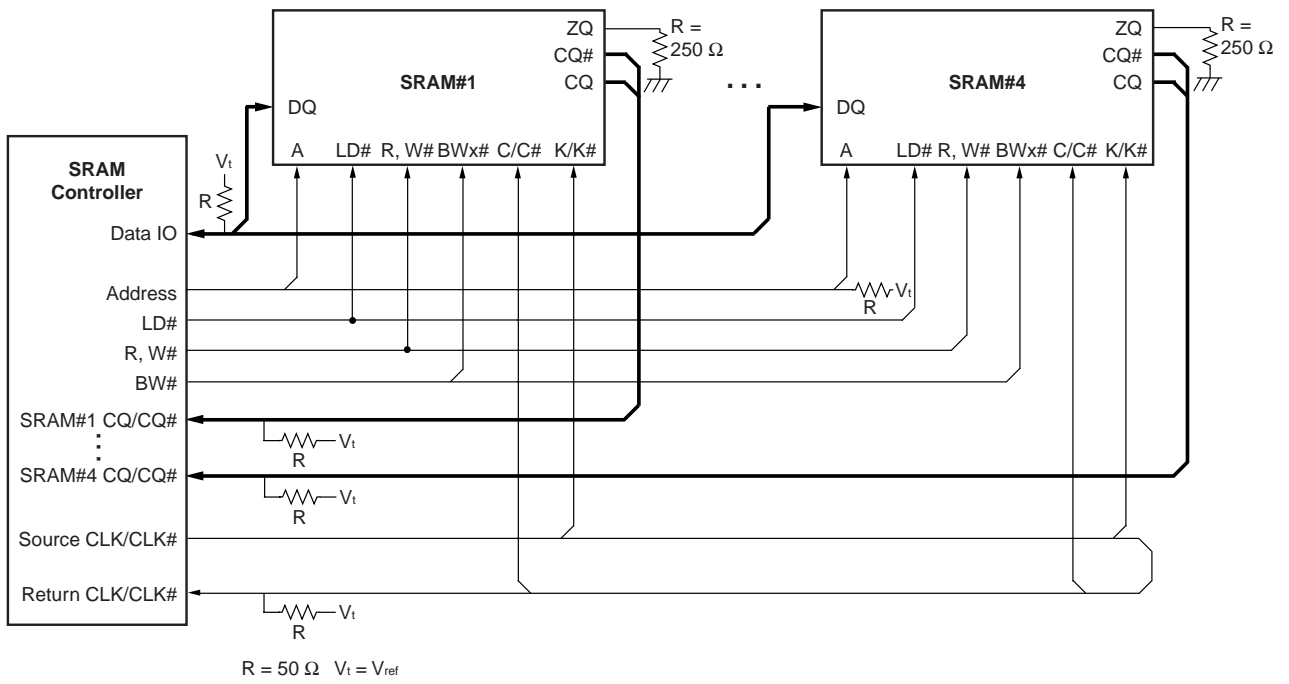 ZQ
R =
250 Ω
CQ#
CQ
SRAM#1
DQ
A LD# R, W# BWx# C/C# K/K#
. . .
ZQ
R =
250 Ω
CQ#
CQ
SRAM#4
DQ
A LD# R, W# BWx# C/C# K/K#
SRAM
Controller
Vt
R
Data IO
Address
Vt
R
LD#
R, W#
BW#
SRAM#1 CQ/CQ#
Vt
R
SRAM#4 CQ/CQ#
Vt
R
Source CLK/CLK#
Return CLK/CLK#
Vt
R
R = 50 Ω Vt = Vref